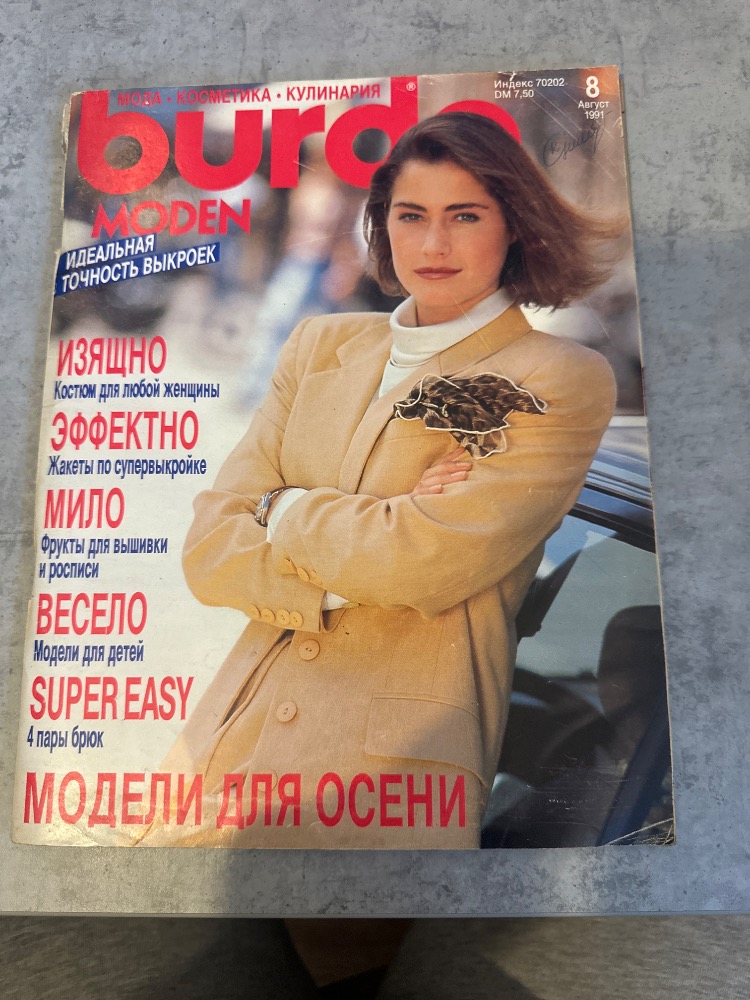 МОДА · КОСМЕТИКА · КУЛИНАРИЯ
Индекс 70202
DM 7,50
8
Август
1991
burda
MODEN
ИДЕАЛЬНАЯ
ТОЧНОСТЬ ВЫКРОЕК
ИЗЯЩНО
Костюм для любой женщины
ЭФФЕКТНО
Жакеты по супервыкройке
МИЛО
Фрукты для вышивки
и росписи
ВЕСЕЛО
Модели для детей
SUPER EASY
4 пары брюк
МОДЕЛИ ДЛЯ ОСЕНИ